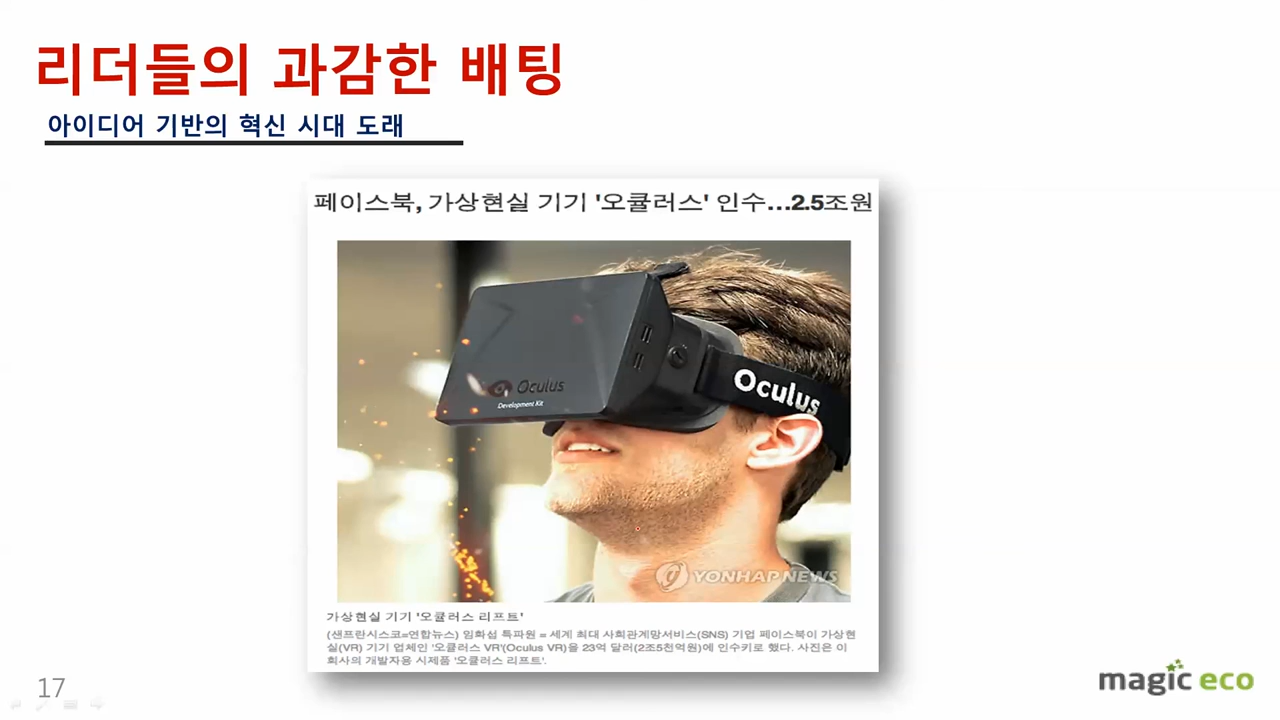 리더들의 과감한 배팅
아이디어 기반의 혁신 시대 도래
페이스북, 가상현실 기기 '오큘러스' 인수...2.5조원
Oculus
Development Kit
Oculus
YONHAP NEWS
가상현실 기기 '오큘러스 리프트'
(샌프란시스코=연합뉴스) 임화섭 특파원 = 세계 최대 사회관계망서비스(SNS) 기업 페이스북이 가상현
실(VR) 기기 업체인 '오큘러스 VR'(Oculus VR)을 23억 달러(2조5천억원)에 인수키로 했다. 사진은 이
회사의 개발자용 시제품 '오큘러스 리프트'.
17
magic eco